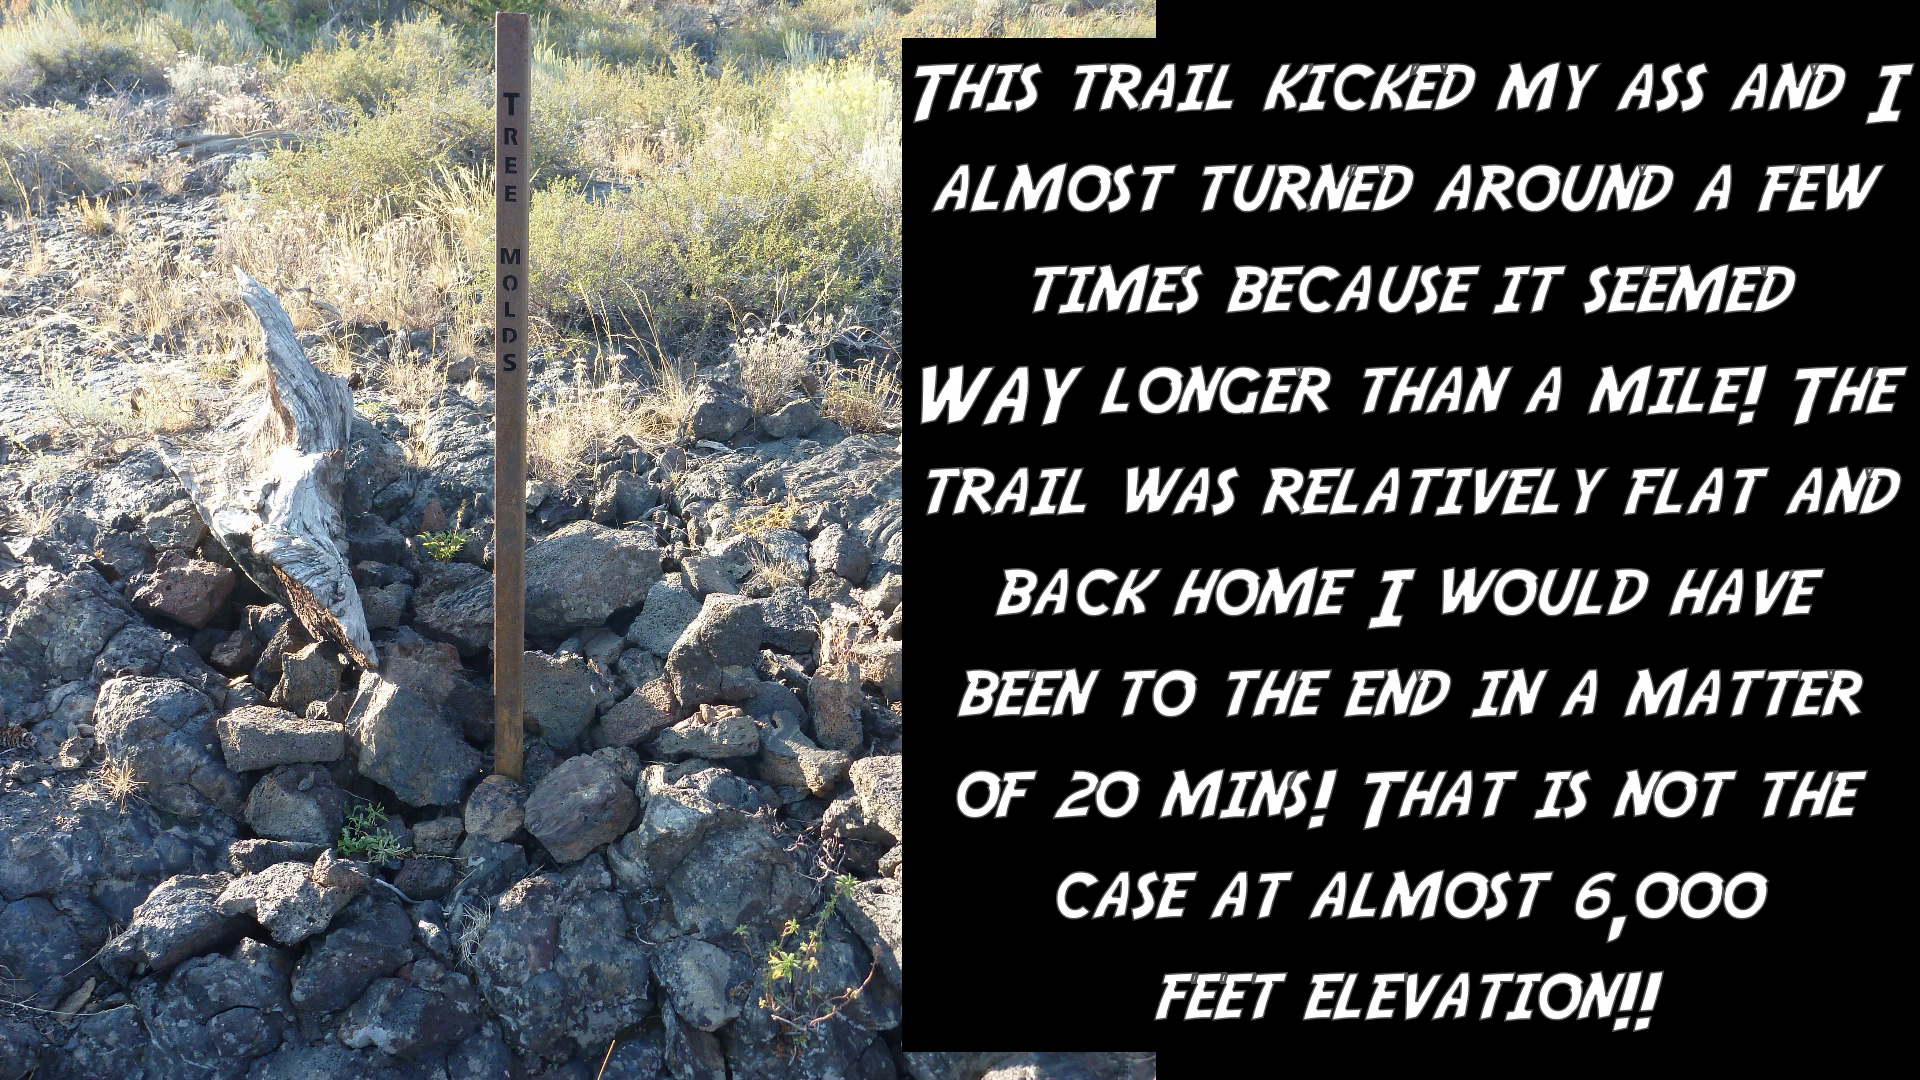 TREE MOLDS
THIS TRAIL KICKED MY ASS AND I
ALMOST TURNED AROUND A FEW
TIMES BECAUSE IT SEEMED
WAY LONGER THAN A MILE! THE
TRAIL WAS RELATIVELY FLAT AND
BACK HOME I WOULD HAVE
BEEN TO THE END IN A MATTER
OF 20 MINS! THAT IS NOT THE
CASE AT ALMOST 6,000
FEET ELEVATION!!